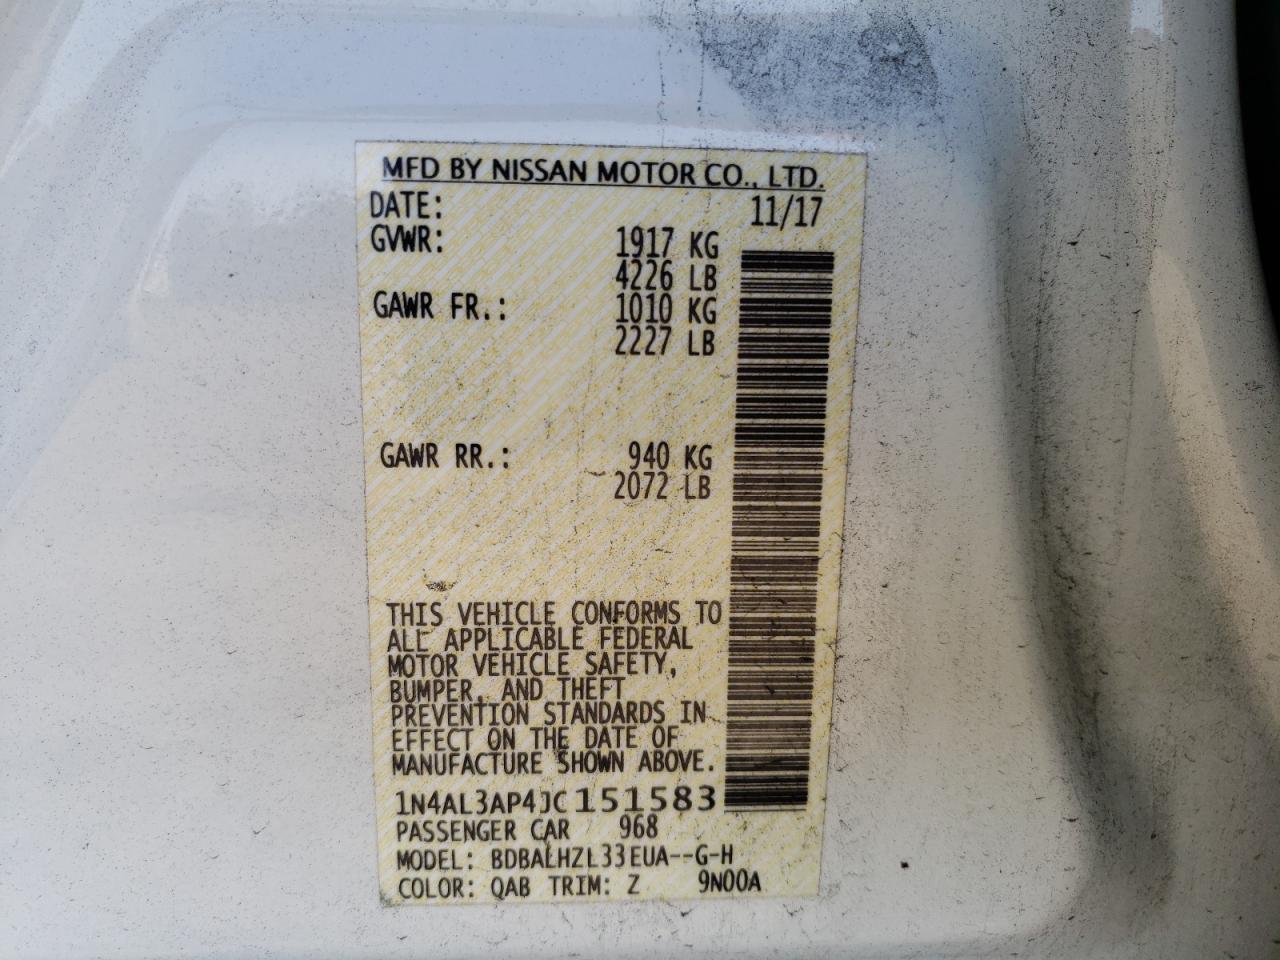 MFD BY NISSAN MOTOR CO., LTD.
DATE: 11/17
GVWR: 1917 KG
4226 LB
GAWR FR.: 1010 KG
2227 LB
GAWR RR.: 940 KG
2072 LB
THIS VEHICLE CONFORMS TO
ALL APPLICABLE FEDERAL
MOTOR VEHICLE SAFETY,
BUMPER, AND THEFT
PREVENTION STANDARDS IN
EFFECT ON THE DATE OF
MANUFACTURE SHOWN ABOVE.
1N4AL3AP4JC151583
PASSENGER CAR 968
MODEL: BDBALHZL33EUA--G-H
COLOR: QAB TRIM: Z 9N00A